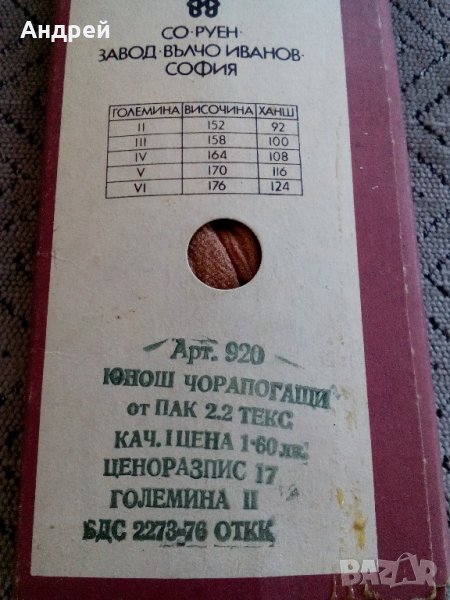 Андрей
СО·РУЕН·
ЗАВОД·ВЪЛЧО ИВАНОВ·
СОФИЯ
ГОЛЕМИНА ВИСОЧИНА ХАНШ
II 152 92
III 158 100
IV 164 108
V 170 116
VI 176 124
Арт. 920
ЮНОШ ЧОРАПОГАЩИ
от ПАК 2.2 ТЕКС
КАЧ. I ЦЕНА 1·60 лв.
ЦЕНОРАЗПИС 17
ГОЛЕМИНА II
БДС 2273-76 ОТКК
BAZAR